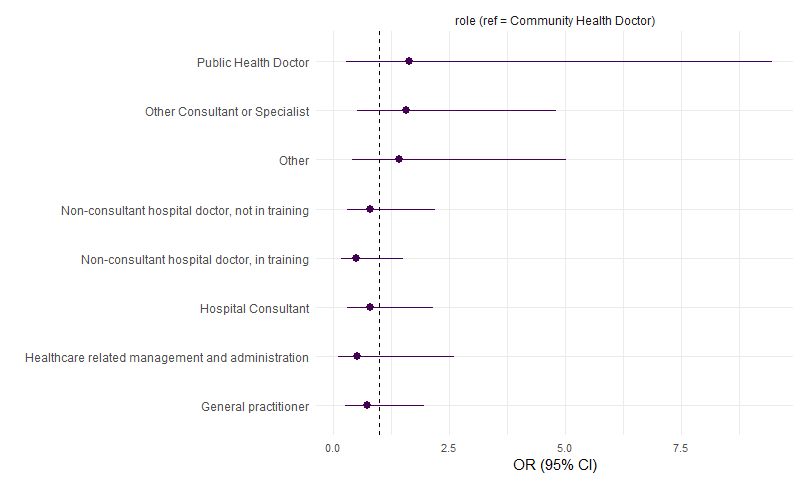 role (ref = Community Health Doctor)
Public Health Doctor
Other Consultant or Specialist
Other
Non-consultant hospital doctor, not in training
Non-consultant hospital doctor, in training
Hospital Consultant
Healthcare related management and administration
General practitioner
0.0 2.5 5.0 7.5
OR (95% CI)